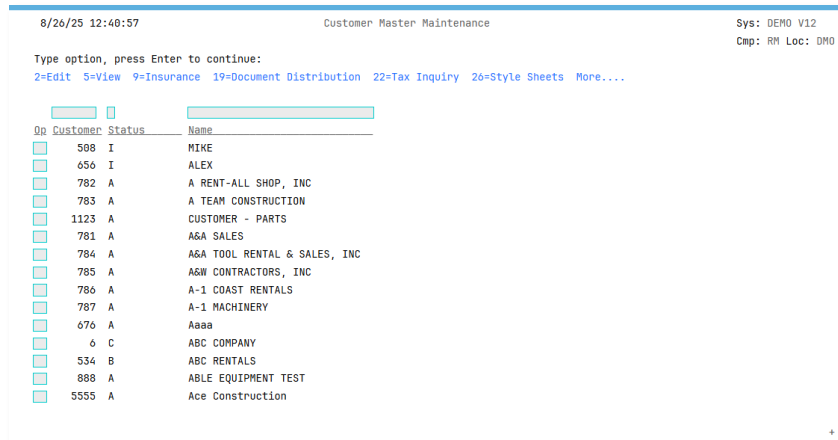 8/26/25 12:40:57 Customer Master Maintenance Sys: DEMO V12
Cmp: RM Loc: DMO
Type option, press Enter to continue:
2=Edit 5=View 9=Insurance 19=Document Distribution 22=Tax Inquiry 26=Style Sheets More....
Op Customer Status Name
508 I MIKE
656 I ALEX
782 A A RENT-ALL SHOP, INC
783 A A TEAM CONSTRUCTION
1123 A CUSTOMER - PARTS
781 A A&A SALES
784 A A&A TOOL RENTAL & SALES, INC
785 A A&W CONTRACTORS, INC
786 A A-1 COAST RENTALS
787 A A-1 MACHINERY
676 A Aaaa
6 C ABC COMPANY
534 B ABC RENTALS
888 A ABLE EQUIPMENT TEST
5555 A Ace Construction
+